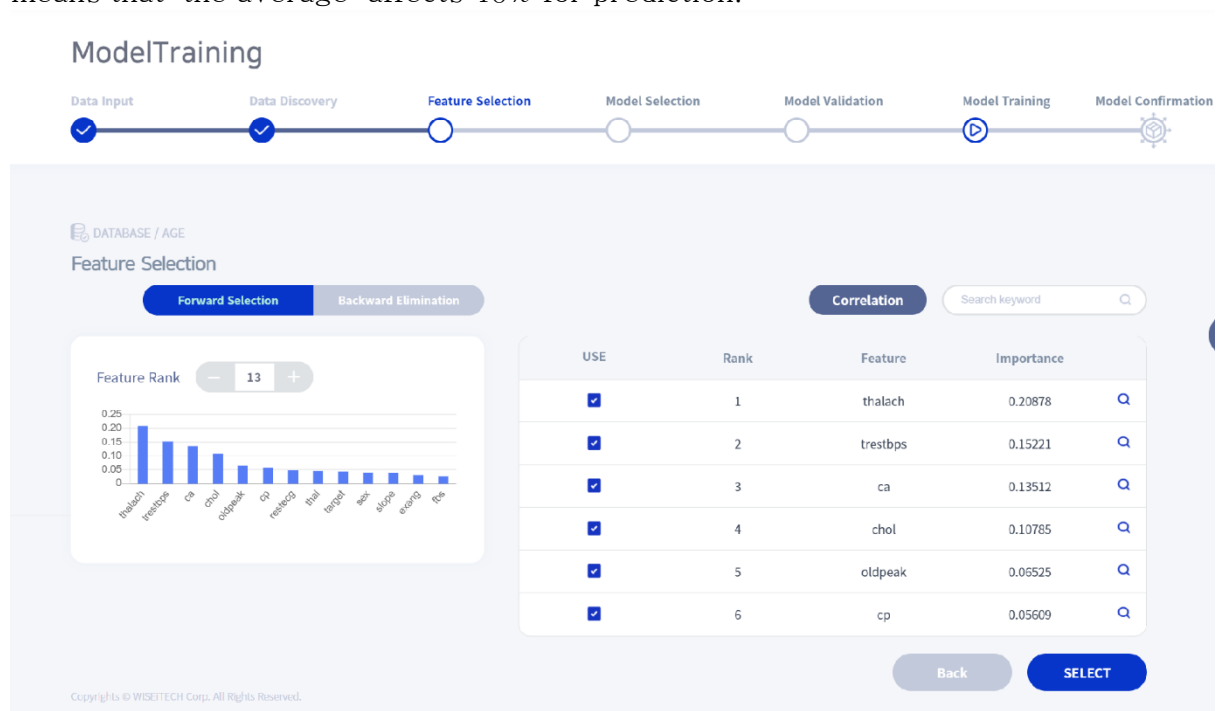 means that the average affects 10% for prediction.
ModelTraining
Data Input Data Discovery Feature Selection Model Selection Model Validation Model Training Model Confirmation
DATABASE / AGE
Feature Selection
Forward Selection Backward Elimination Correlation Search keyword
Feature Rank − 13 +
0.25
0.20
0.15
0.10
0.05
0
thalach trestbps ca chol oldpeak cp restecg thal target sex slope exang fbs
USE Rank Feature Importance
1 thalach 0.20878
2 trestbps 0.15221
3 ca 0.13512
4 chol 0.10785
5 oldpeak 0.06525
6 cp 0.05609
Back SELECT
Copyrights © WISEITECH Corp. All Rights Reserved.